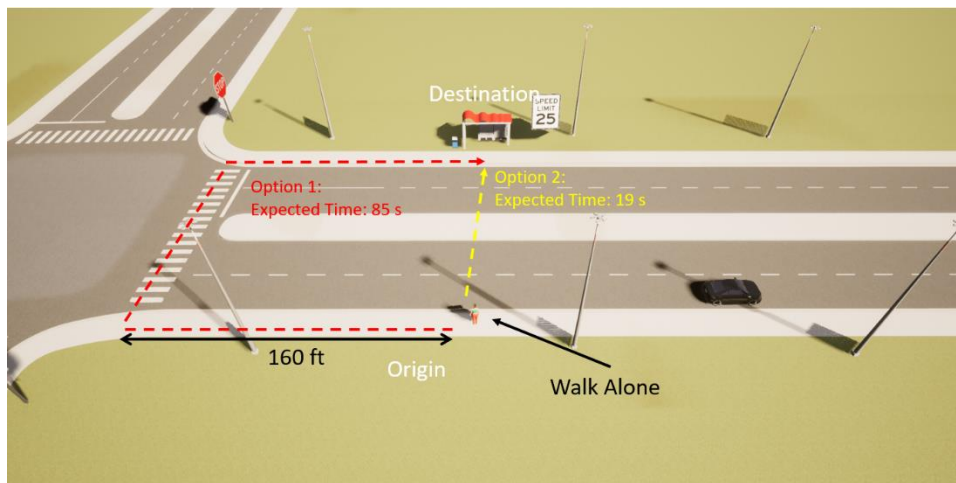 STOP
Destination
SPEED
LIMIT
25
Option 1:
Expected Time: 85 s
Option 2:
Expected Time: 19 s
160 ft
Origin
Walk Alone